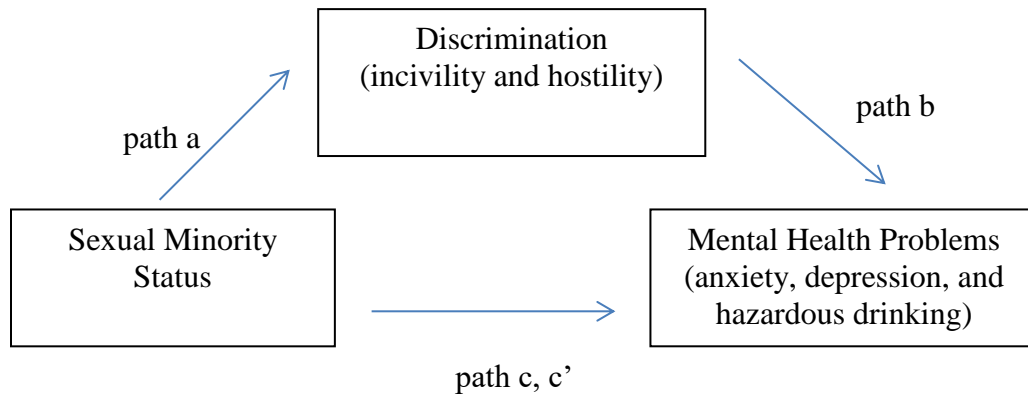 Discrimination
(incivility and hostility)
path a
path b
Sexual Minority
Status
Mental Health Problems
(anxiety, depression, and
hazardous drinking)
path c, c’